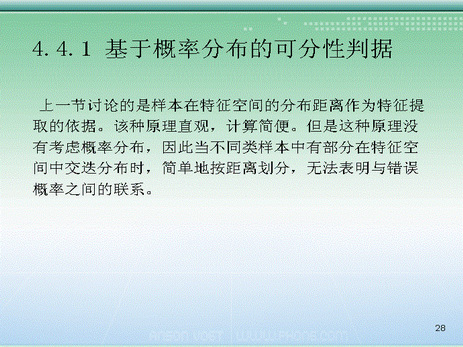 4.4.1 基于概率分布的可分性判据
上一节讨论的是样本在特征空间的分布距离作为特征提
取的依据。该种原理直观，计算简便。但是这种原理没
有考虑概率分布，因此当不同类样本中有部分在特征空
间中交迭分布时，简单地按距离划分，无法表明与错误
概率之间的联系。
28